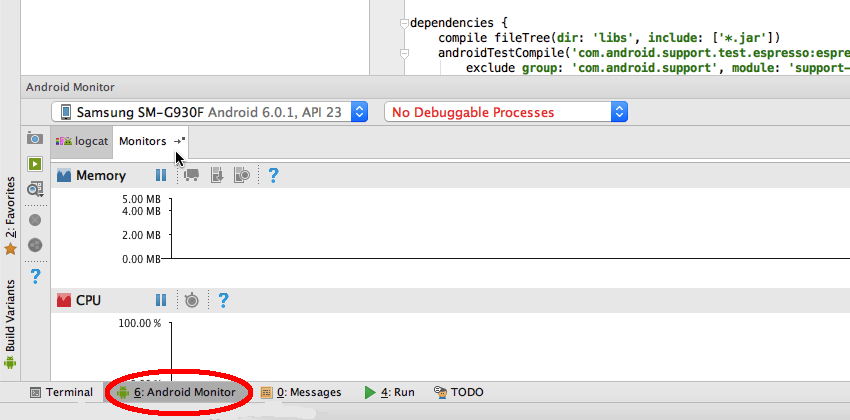 dependencies {
compile fileTree(dir: 'libs', include: ['*.jar'])
androidTestCompile('com.android.support.test.espresso:espre
exclude group: 'com.android.support', module: 'support-
Android Monitor
Samsung SM-G930F Android 6.0.1, API 23
No Debuggable Processes
logcat
Monitors
Memory
5.00 MB
4.00 MB
2.00 MB
0.00 MB
CPU
100.00 %
2: Favorites
Build Variants
Terminal
6: Android Monitor
0: Messages
4: Run
TODO